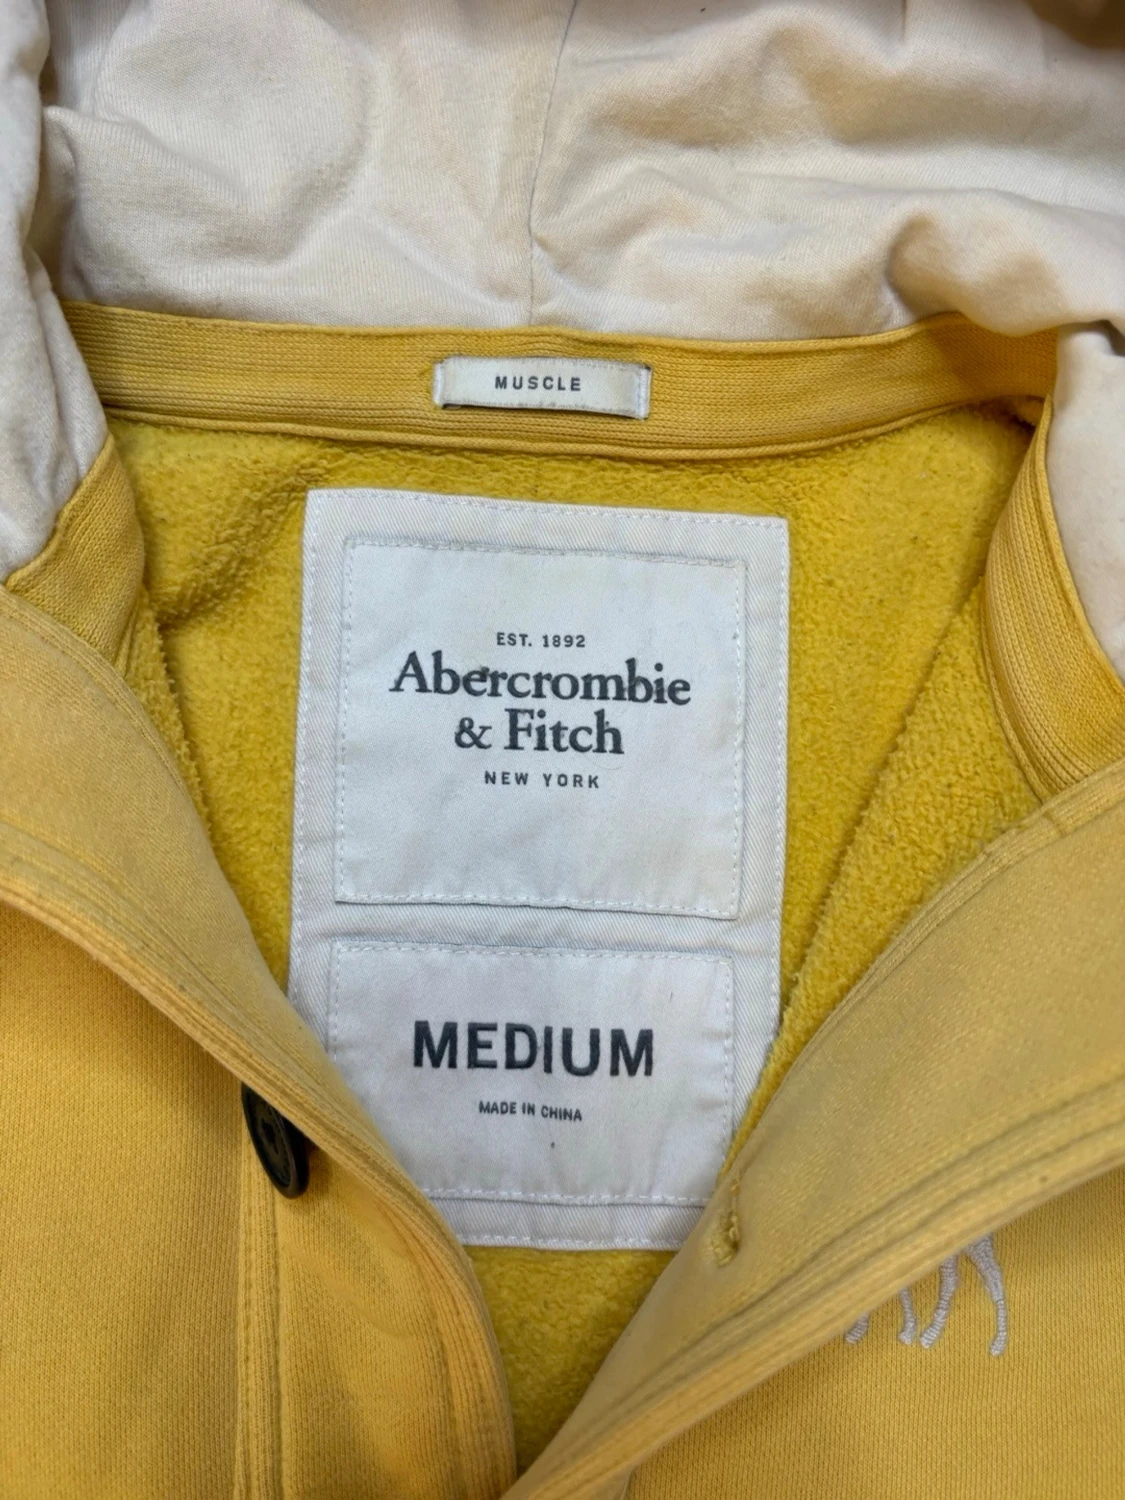 MUSCLE
EST. 1892
Abercrombie
& Fitch
NEW YORK
MEDIUM
MADE IN CHINA